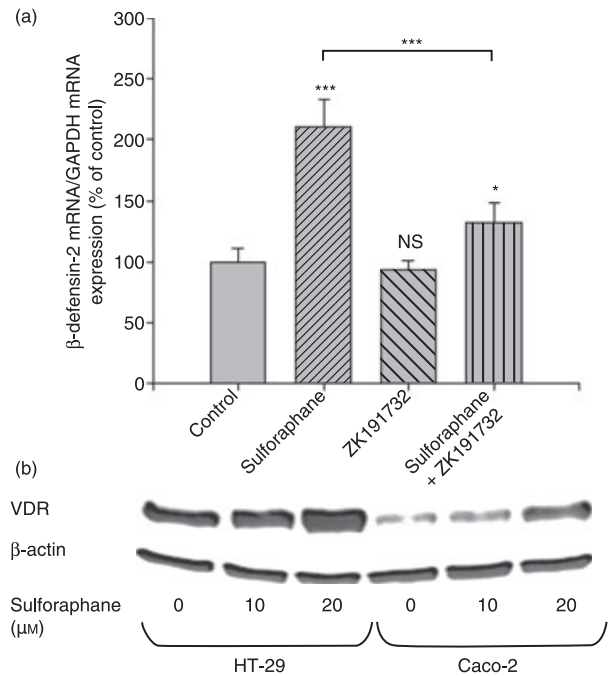 (a)
β-defensin-2 mRNA/GAPDH mRNA
expression (% of control)
300
250
200
150
100
50
0
***
***
NS
*
Control
Sulforaphane
ZK191732
Sulforaphane
+ ZK191732
(b)
VDR
β-actin
Sulforaphane 0 10 20 0 10 20
(μM)
HT-29 Caco-2